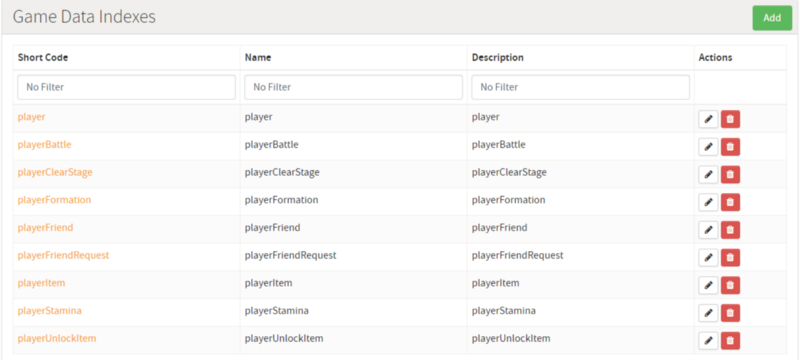 Game Data Indexes Add
Short Code Name Description Actions
No Filter No Filter No Filter
player player player
playerBattle playerBattle playerBattle
playerClearStage playerClearStage playerClearStage
playerFormation playerFormation playerFormation
playerFriend playerFriend playerFriend
playerFriendRequest playerFriendRequest playerFriendRequest
playerItem playerItem playerItem
playerStamina playerStamina playerStamina
playerUnlockItem playerUnlockItem playerUnlockItem